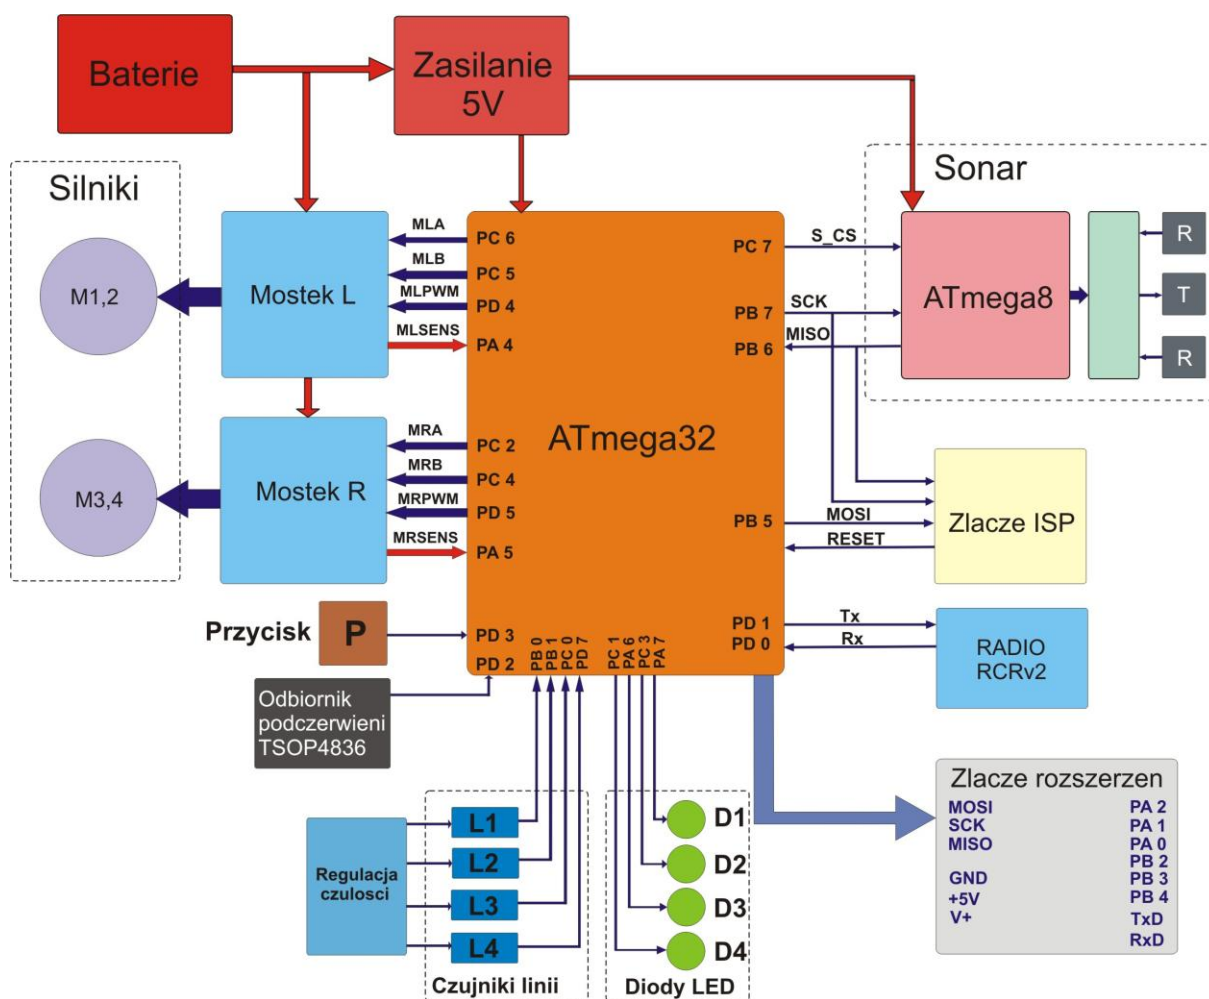 Baterie
Zasilanie
5V
Silniki
M1,2
M3,4
Mostek L
Mostek R
MLA
MLB
MLPWM
MLSENS
MRA
MRB
MRPWM
MRSENS
PC 6
PC 5
PD 4
PA 4
PC 2
PC 4
PD 5
PA 5
PD 3
PD 2
ATmega32
PC 7
PB 7
PB 6
PB 5
PD 1
PD 0
PB 0
PB 1
PC 0
PD 7
PC 1
PA 6
PC 3
PA 7
S_CS
SCK
MISO
MOSI
RESET
Tx
Rx
Sonar
ATmega8
R
T
R
Zlacze ISP
RADIO
RCRv2
Przycisk
P
Odbiornik
podczerwieni
TSOP4836
Regulacja
czulosci
L1
L2
L3
L4
Czujniki linii
D1
D2
D3
D4
Diody LED
Zlacze rozszerzen
MOSI
SCK
MISO
GND
+5V
V+
PA 2
PA 1
PA 0
PB 2
PB 3
PB 4
TxD
RxD